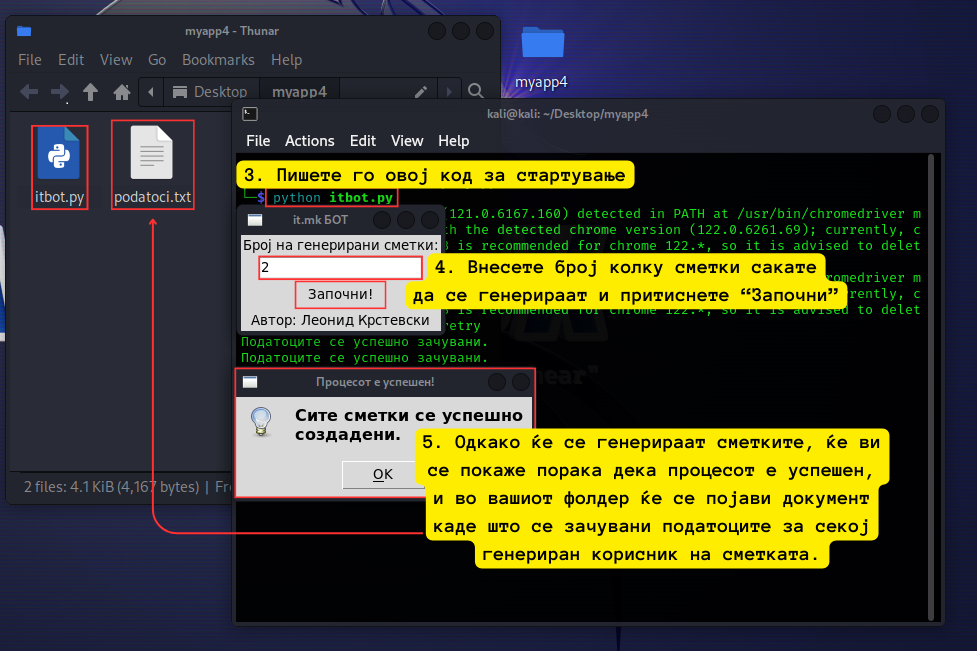 myapp4 - Thunar
File Edit View Go Bookmarks Help
Desktop myapp4
itbot.py
podatoci.txt
2 files: 4.1 KiB (4,167 bytes) | Fre
myapp4
kali@kali: ~/Desktop/myapp4
File Actions Edit View Help
3. Пишете го овој код за стартување
└─$ python itbot.py
(121.0.6167.160) detected in PATH at /usr/bin/chromedriver m
the detected chrome version (122.0.6261.69); currently, c
is recommended for chrome 122.*, so it is advised to delet
omedriver m
rrently, c
is recommended for chrome 122.*, so it is advised to delet
etry
Податоците се успешно зачувани.
Податоците се успешно зачувани.
it.mk БОТ
Број на генерирани сметки:
2
Започни!
Автор: Леонид Крстевски
4. Внесете број колку сметки сакате
да се генерираат и притиснете “Започни”
Процесот е успешен!
Сите сметки се успешно
создадени.
OK
5. Одкако ќе се генерираат сметките, ќе ви
се покаже порака дека процесот е успешен,
и во вашиот фолдер ќе се појави документ
каде што се зачувани податоците за секој
генериран корисник на сметката.